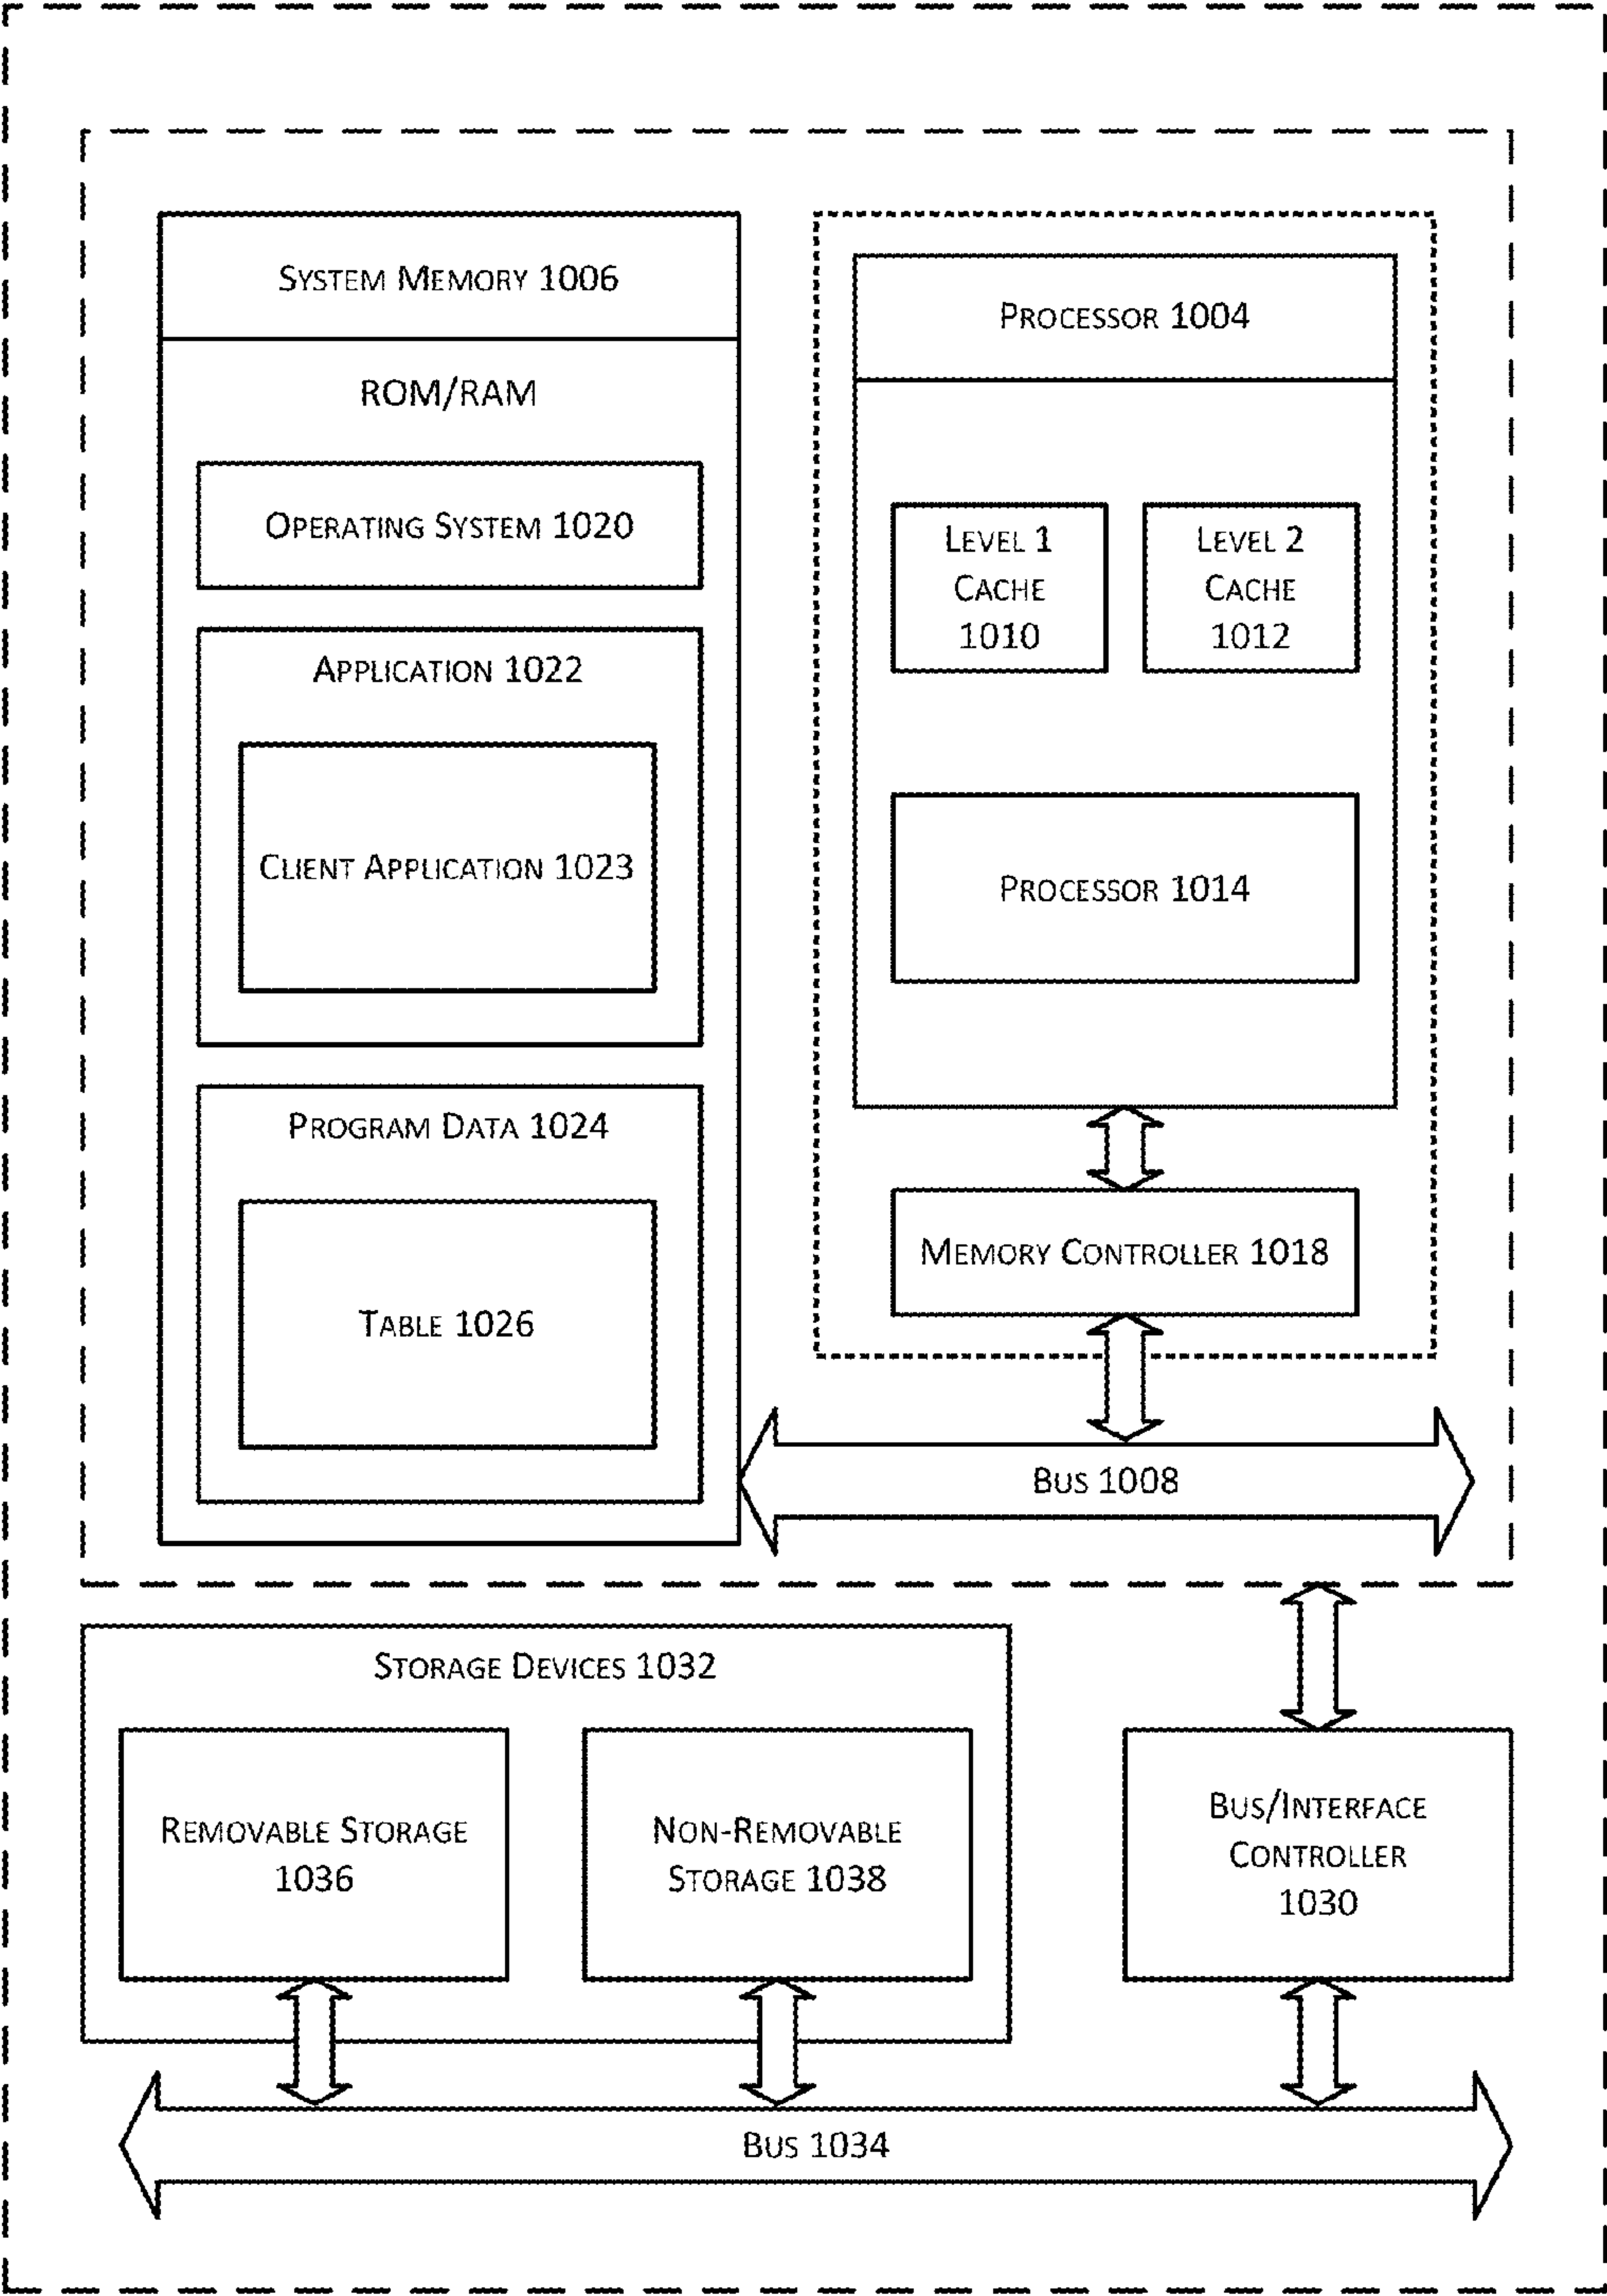 System Memory 1006
ROM/RAM
Operating System 1020
Application 1022
Client Application 1023
Program Data 1024
Table 1026
Processor 1004
Level 1
Cache
1010
Level 2
Cache
1012
Processor 1014
Memory Controller 1018
Bus 1008
Storage Devices 1032
Removable Storage
1036
Non-Removable
Storage 1038
Bus/Interface
Controller
1030
Bus 1034